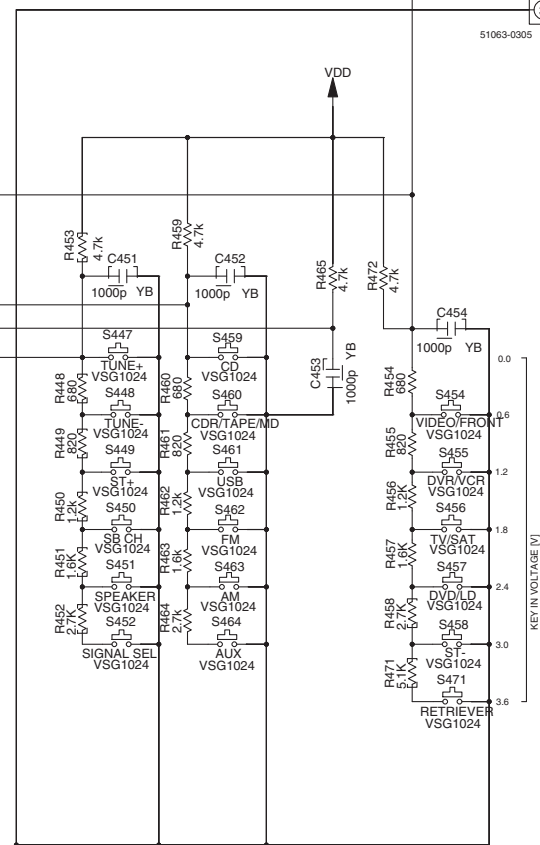 51063-0305
VDD
R453
4.7k
R459
4.7k
R465
4.7k
R472
4.7k
C451
1000p YB
C452
1000p YB
C453
1000p YB
C454
1000p YB
S447
TUNE+
VSG1024
R448
680
S448
TUNE-
VSG1024
R449
820
S449
ST+
VSG1024
R450
1.2k
S450
SB CH
VSG1024
R451
1.6K
S451
SPEAKER
VSG1024
R452
2.7K
S452
SIGNAL SEL
VSG1024
S459
CD
VSG1024
R460
680
S460
CDR/TAPE/MD
VSG1024
R461
820
S461
USB
VSG1024
R462
1.2k
S462
FM
VSG1024
R463
1.6k
S463
AM
VSG1024
R464
2.7k
S464
AUX
VSG1024
R454
680
S454
VIDEO/FRONT
VSG1024
R455
820
S455
DVR/VCR
VSG1024
R456
1.2K
S456
TV/SAT
VSG1024
R457
1.6K
S457
DVD/LD
VSG1024
R458
2.7K
S458
ST-
VSG1024
R471
5.1K
S471
RETRIEVER
VSG1024
0.0
0.6
1.2
1.8
2.4
3.0
3.6
KEY IN VOLTAGE [V]